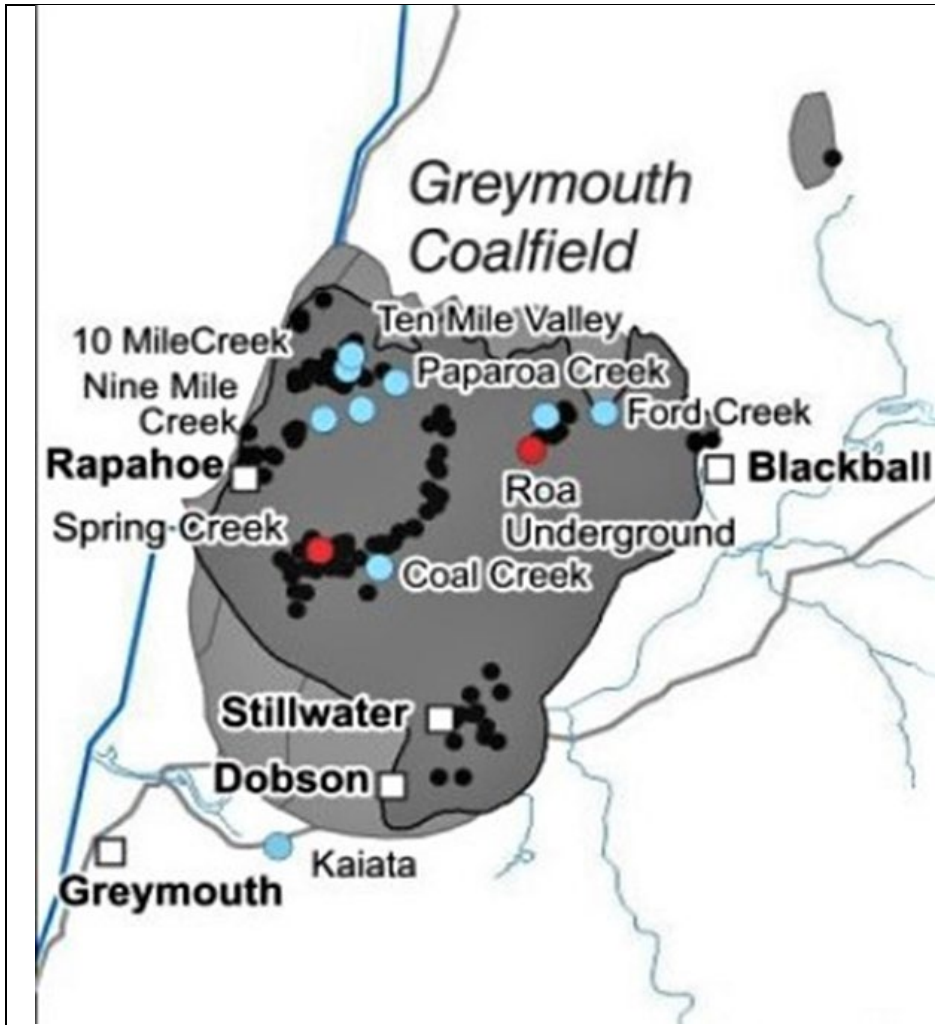 Greymouth
Coalfield
Ten Mile Valley
10 MileCreek
Paparoa Creek
Nine Mile
Creek
Ford Creek
Rapahoe
Blackball
Roa
Underground
Spring Creek
Coal Creek
Stillwater
Dobson
Kaiata
Greymouth